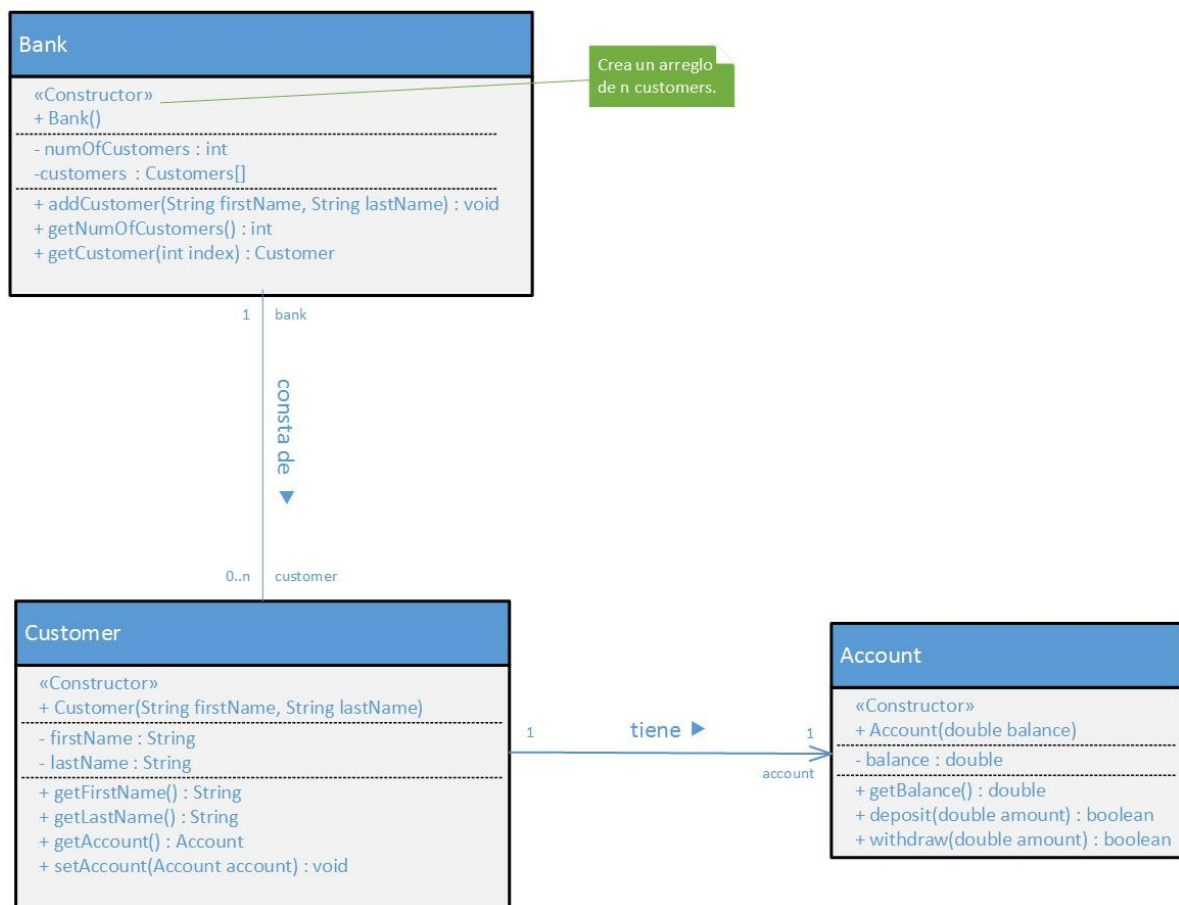 Bank
«Constructor»
+ Bank()
- numOfCustomers : int
-customers : Customers[]
+ addCustomer(String firstName, String lastName) : void
+ getNumOfCustomers() : int
+ getCustomer(int index) : Customer
Crea un arreglo
de n customers.
1 bank
consta de ▼
0..n customer
Customer
«Constructor»
+ Customer(String firstName, String lastName)
- firstName : String
- lastName : String
+ getFirstName() : String
+ getLastName() : String
+ getAccount() : Account
+ setAccount(Account account) : void
1 tiene ▶ 1
account
Account
«Constructor»
+ Account(double balance)
- balance : double
+ getBalance() : double
+ deposit(double amount) : boolean
+ withdraw(double amount) : boolean